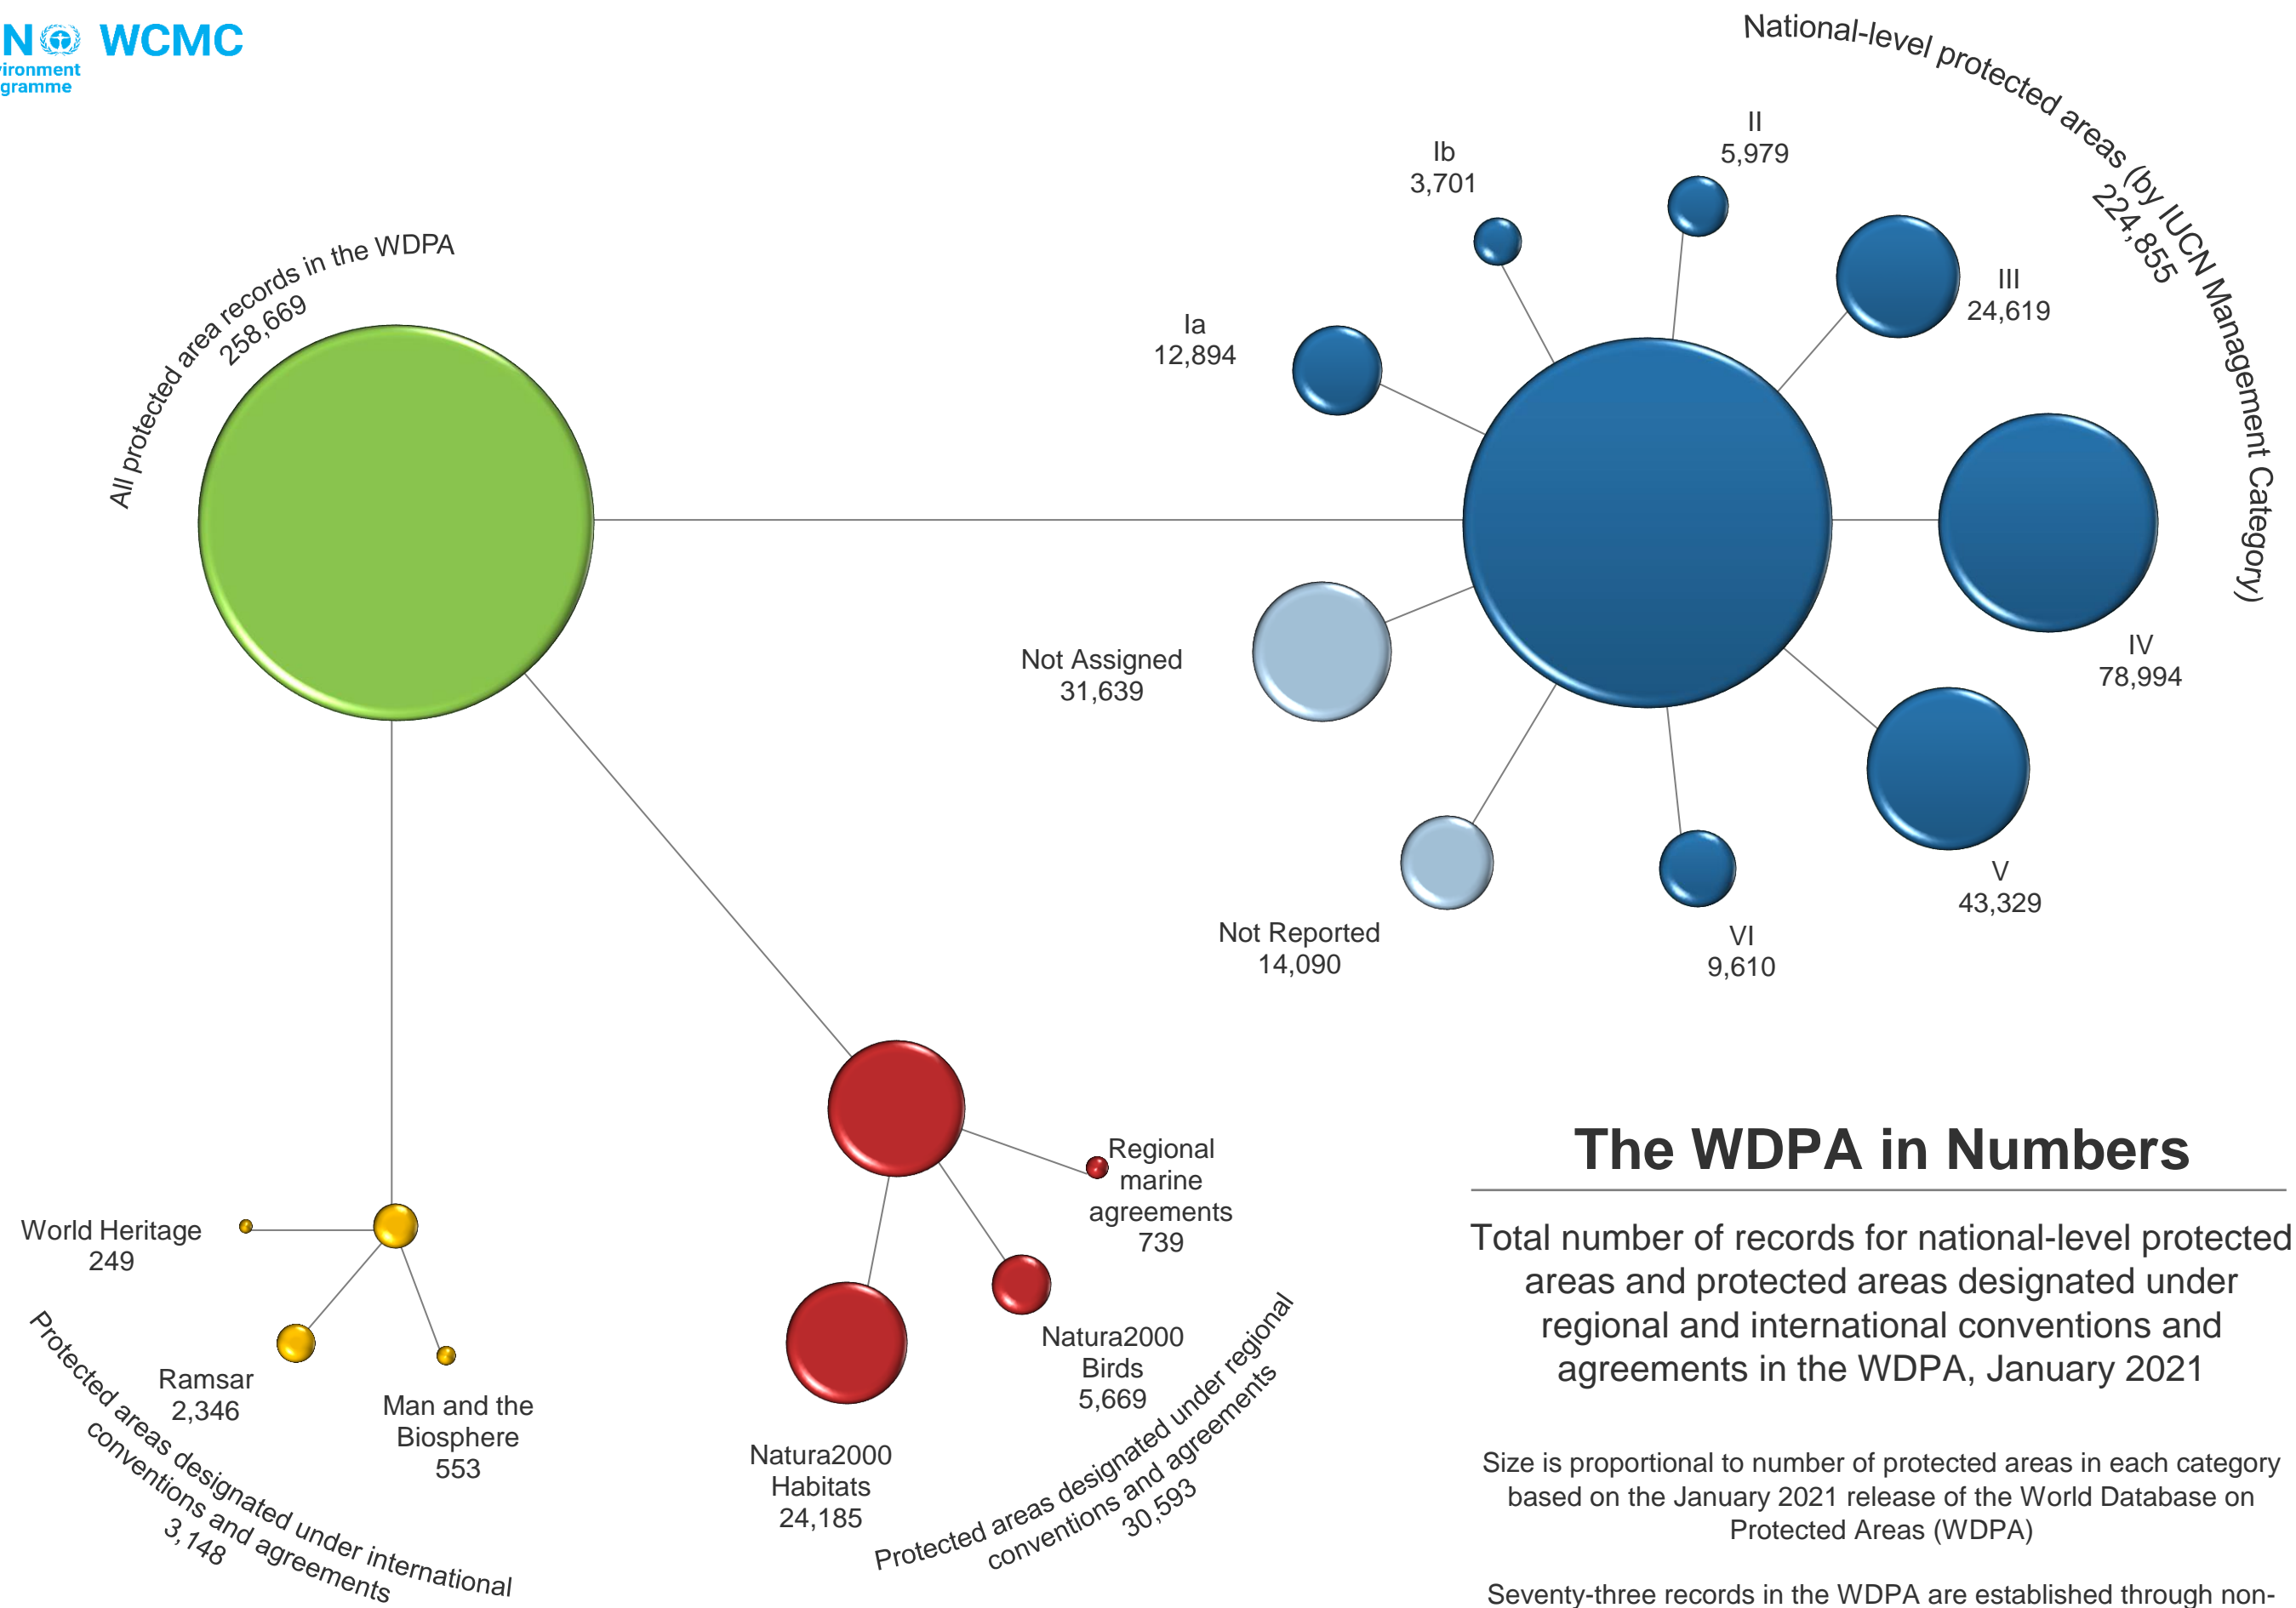 N WCMC
vironment
gramme
National-level protected areas (by IUCN Management Category)
224,855
II
5,979
Ib
3,701
III
24,619
All protected area records in the WDPA
258,669
Ia
12,894
IV
78,994
Not Assigned
31,639
V
43,329
Not Reported
14,090
VI
9,610
World Heritage
249
Ramsar
2,346
Man and the
Biosphere
553
Protected areas designated under international
conventions and agreements
3,148
Regional
marine
agreements
739
Natura2000
Birds
5,669
Natura2000
Habitats
24,185
Protected areas designated under regional
conventions and agreements
30,593
The WDPA in Numbers
Total number of records for national-level protected
areas and protected areas designated under
regional and international conventions and
agreements in the WDPA, January 2021
Size is proportional to number of protected areas in each category
based on the January 2021 release of the World Database on
Protected Areas (WDPA)
Seventy-three records in the WDPA are established through non-